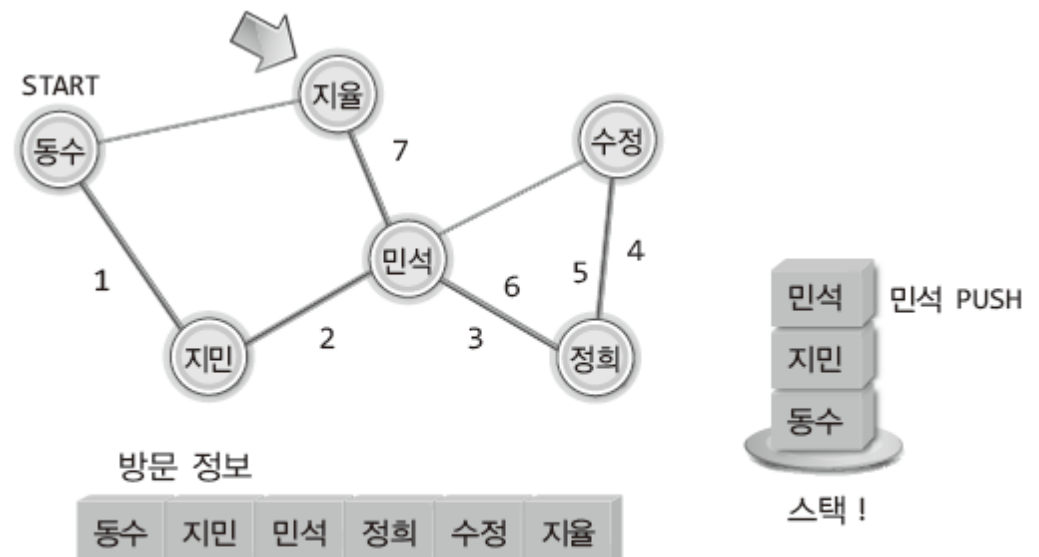 START
동수
지율
수정
7
민석
1
2
6
3
5
4
지민
정희
민석
민석 PUSH
지민
동수
스택 !
방문 정보
동수 지민 민석 정희 수정 지율